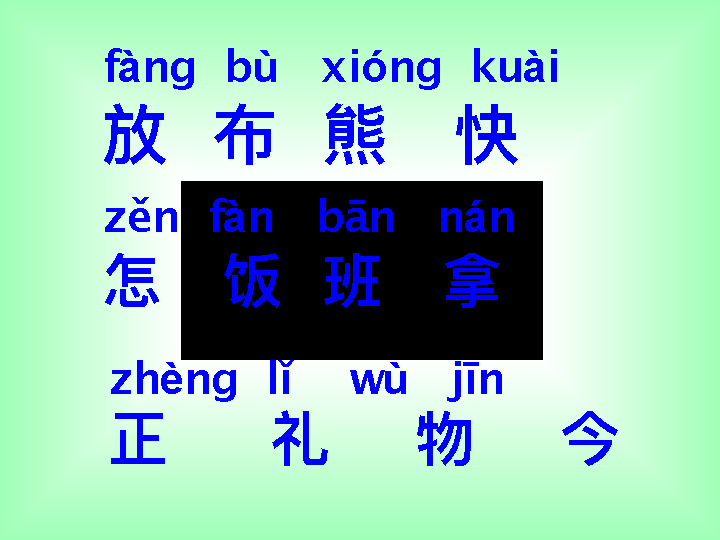 fàng bù xióng kuài
放 布 熊 快
zěn fàn bān nán
怎 饭 班 拿
zhèng lǐ wù jīn
正 礼 物 今